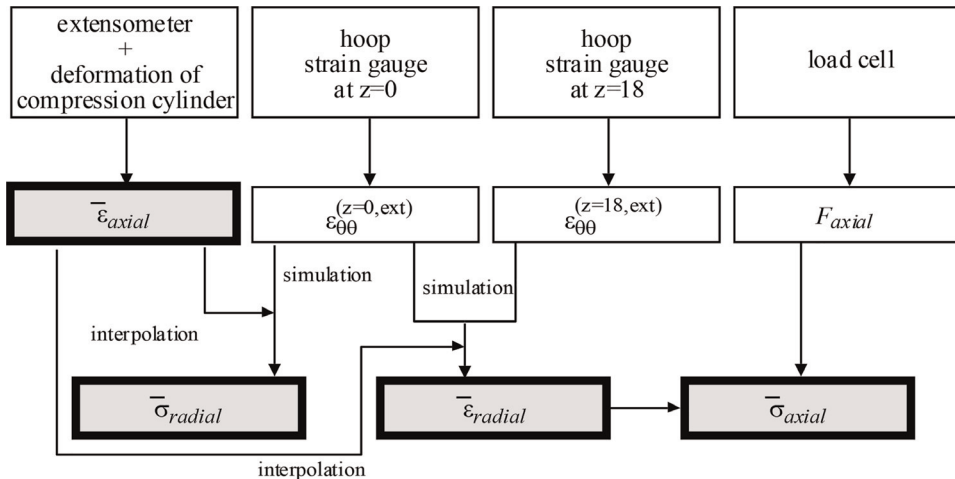 extensometer
+
deformation of
compression cylinder
hoop
strain gauge
at z=0
hoop
strain gauge
at z=18
load cell
ε̅axial
εθθ(z=0,ext)
εθθ(z=18,ext)
Faxial
simulation
simulation
interpolation
σ̅radial
ε̅radial
σ̅axial
interpolation